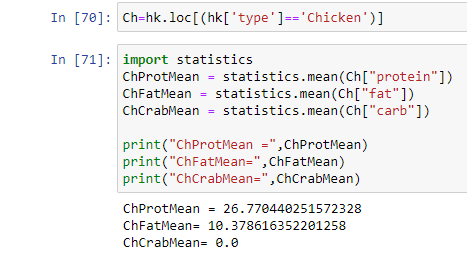 In [70]: Ch=hk.loc[(hk['type']=='Chicken')]
In [71]: import statistics
ChProtMean = statistics.mean(Ch["protein"])
ChFatMean = statistics.mean(Ch["fat"])
ChCrabMean = statistics.mean(Ch["carb"])
print("ChProtMean =",ChProtMean)
print("ChFatMean=",ChFatMean)
print("ChCrabMean=",ChCrabMean)
ChProtMean = 26.770440251572328
ChFatMean= 10.378616352201258
ChCrabMean= 0.0